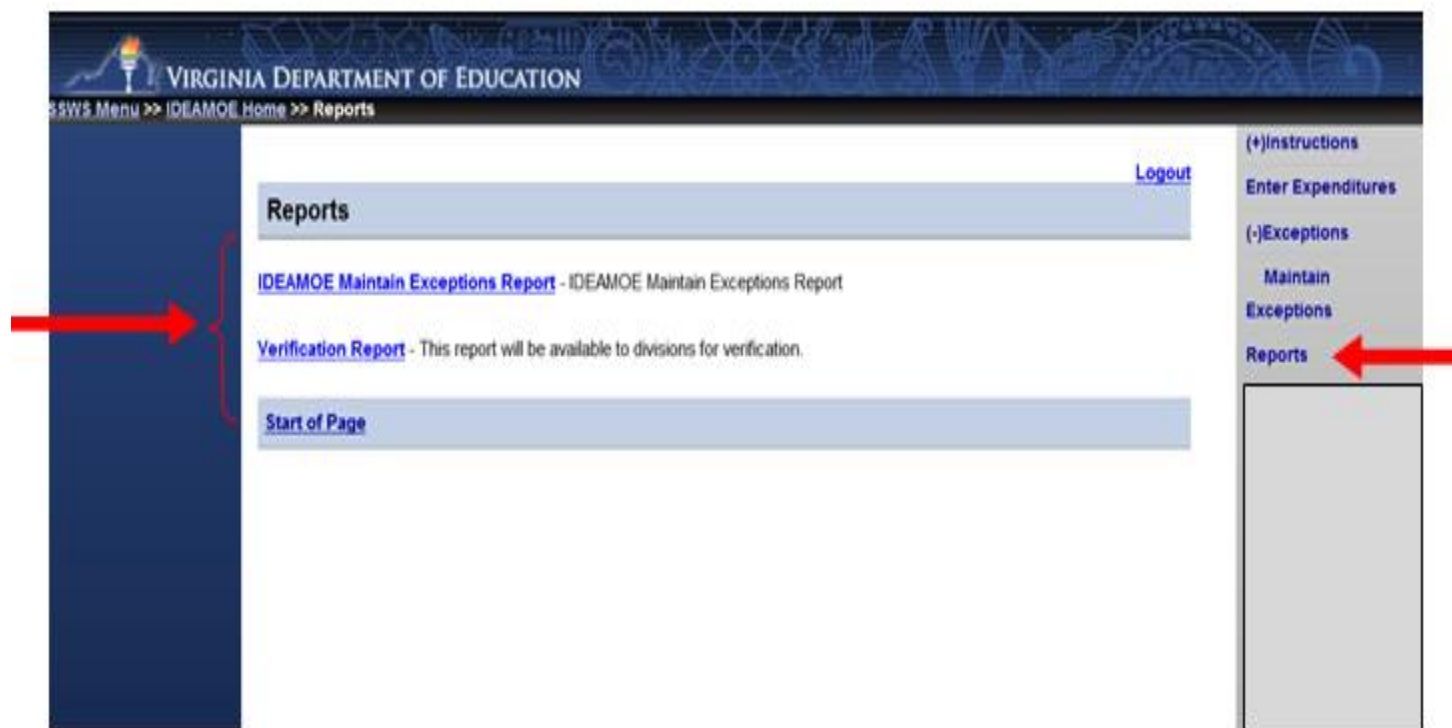 VIRGINIA DEPARTMENT OF EDUCATION
SSWS Menu >> IDEAMOE Home >> Reports
Logout
Reports
IDEAMOE Maintain Exceptions Report - IDEAMOE Maintain Exceptions Report
Verification Report - This report will be available to divisions for verification.
Start of Page
(+)Instructions
Enter Expenditures
(-)Exceptions
Maintain
Exceptions
Reports